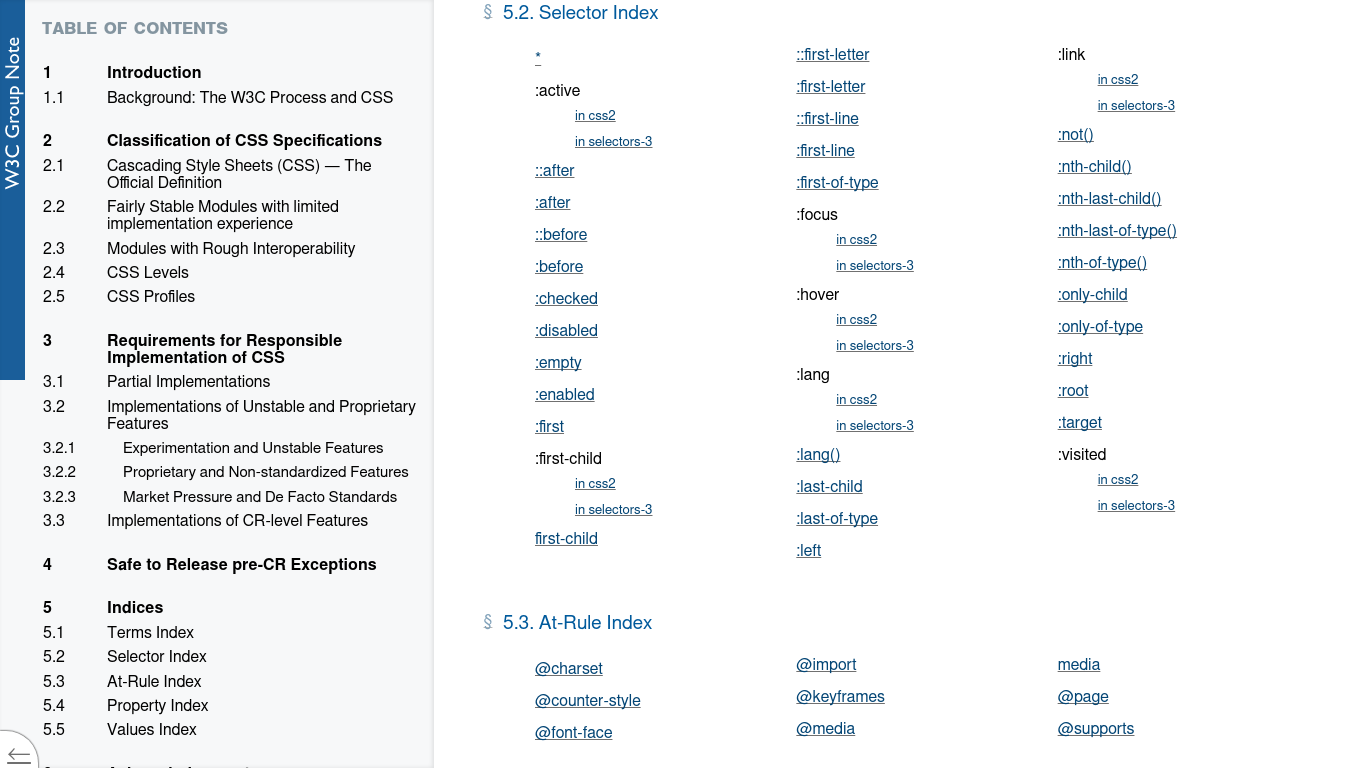 W3C Group Note
TABLE OF CONTENTS
1 Introduction
1.1 Background: The W3C Process and CSS
2 Classification of CSS Specifications
2.1 Cascading Style Sheets (CSS) — The
Official Definition
2.2 Fairly Stable Modules with limited
implementation experience
2.3 Modules with Rough Interoperability
2.4 CSS Levels
2.5 CSS Profiles
3 Requirements for Responsible
Implementation of CSS
3.1 Partial Implementations
3.2 Implementations of Unstable and Proprietary
Features
3.2.1 Experimentation and Unstable Features
3.2.2 Proprietary and Non-standardized Features
3.2.3 Market Pressure and De Facto Standards
3.3 Implementations of CR-level Features
4 Safe to Release pre-CR Exceptions
5 Indices
5.1 Terms Index
5.2 Selector Index
5.3 At-Rule Index
5.4 Property Index
5.5 Values Index
§ 5.2. Selector Index
*
:active
in css2
in selectors-3
::after
:after
::before
:before
:checked
:disabled
:empty
:enabled
:first
:first-child
in css2
in selectors-3
first-child
::first-letter
:first-letter
::first-line
:first-line
:first-of-type
:focus
in css2
in selectors-3
:hover
in css2
in selectors-3
:lang
in css2
in selectors-3
:lang()
:last-child
:last-of-type
:left
:link
in css2
in selectors-3
:not()
:nth-child()
:nth-last-child()
:nth-last-of-type()
:nth-of-type()
:only-child
:only-of-type
:right
:root
:target
:visited
in css2
in selectors-3
§ 5.3. At-Rule Index
@charset
@counter-style
@font-face
@import
@keyframes
@media
media
@page
@supports